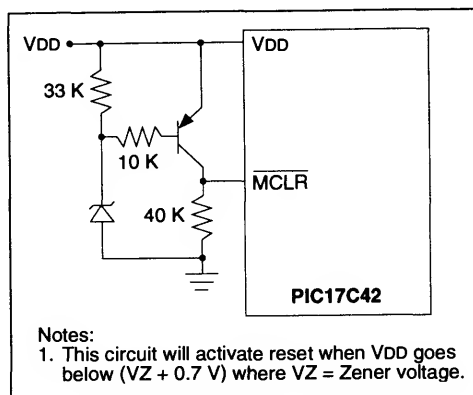 VDD
VDD
33 K
10 K
MCLR
40 K
PIC17C42
Notes:
1. This circuit will activate reset when VDD goes
below (VZ + 0.7 V) where VZ = Zener voltage.